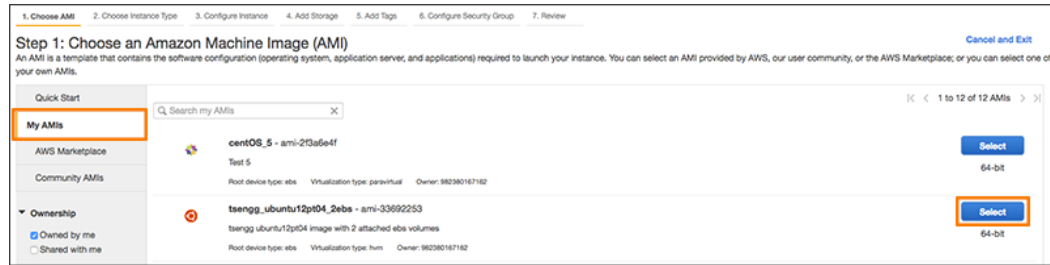 1. Choose AMI 2. Choose Instance Type 3. Configure Instance 4. Add Storage 5. Add Tags 6. Configure Security Group 7. Review
Step 1: Choose an Amazon Machine Image (AMI)
Cancel and Exit
An AMI is a template that contains the software configuration (operating system, application server, and applications) required to launch your instance. You can select an AMI provided by AWS, our user community, or the AWS Marketplace; or you can select one of
your own AMIs.
Quick Start
My AMIs
AWS Marketplace
Community AMIs
Ownership
Owned by me
Shared with me
Search my AMIs
1 to 12 of 12 AMIs
centOS_5 - ami-2f3a6e4f
Test 5
Root device type: ebs Virtualization type: paravirtual Owner: 982380167162
Select
64-bit
tsengg_ubuntu12pt04_2ebs - ami-33692253
tsengg ubuntu12pt04 image with 2 attached ebs volumes
Root device type: ebs Virtualization type: hvm Owner: 982380167162
Select
64-bit